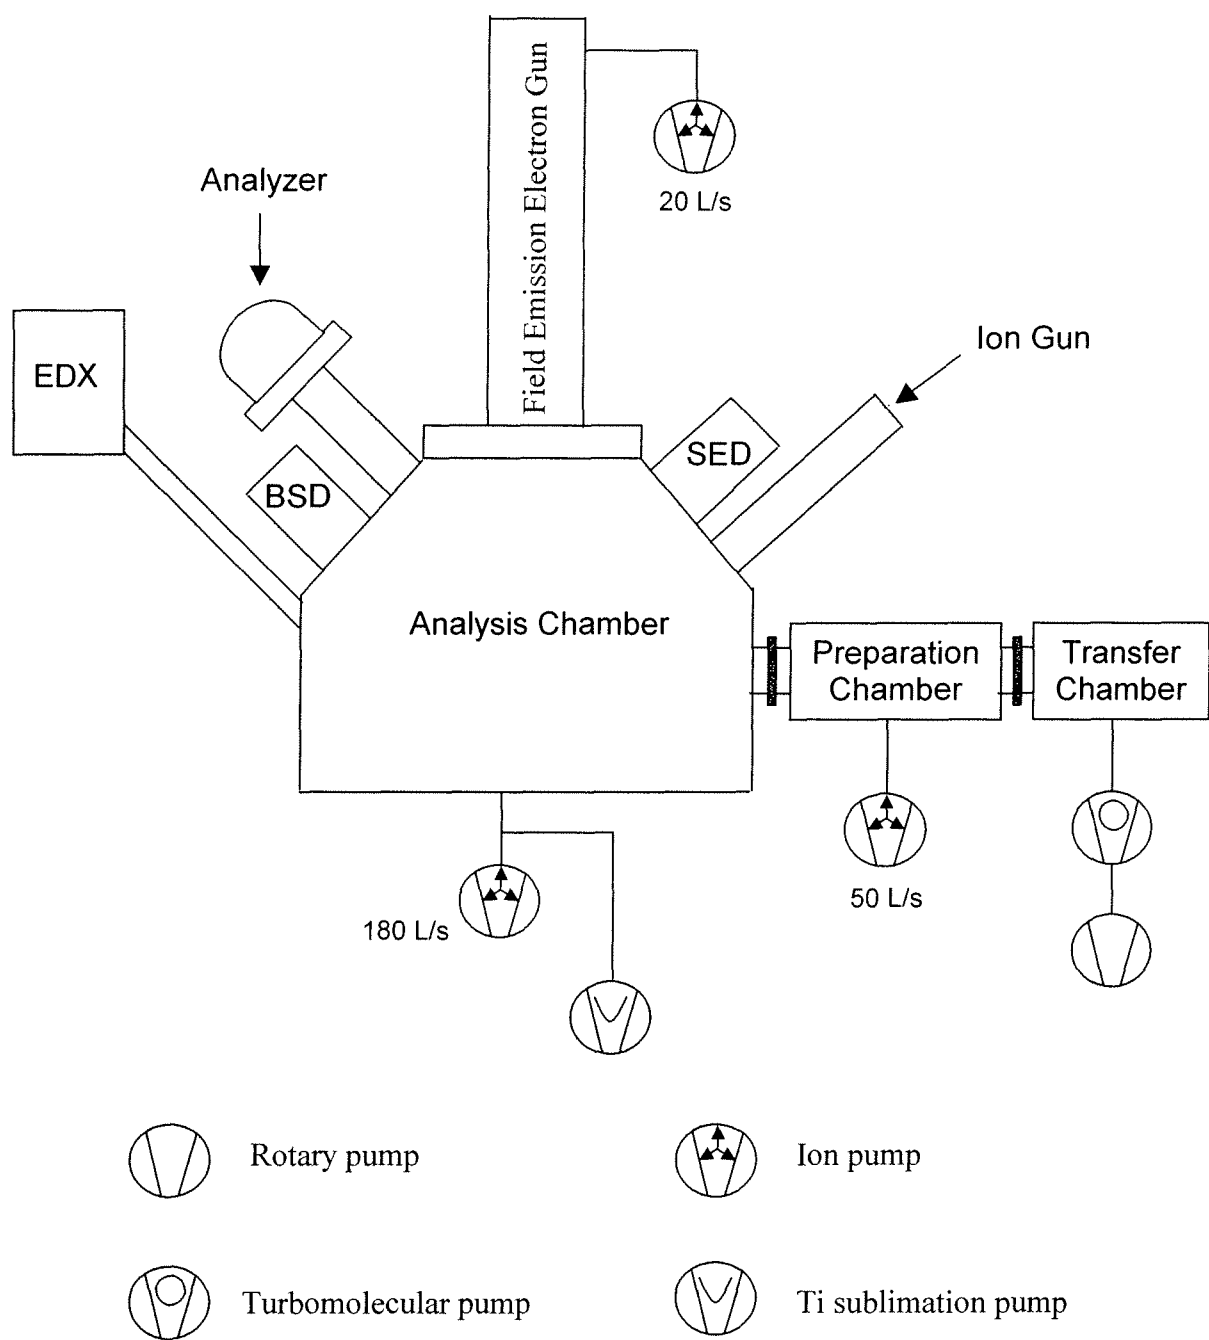 Field Emission Electron Gun
20 L/s
Analyzer
Ion Gun
EDX
SED
BSD
Analysis Chamber
Preparation
Chamber
Transfer
Chamber
50 L/s
180 L/s
Rotary pump
Ion pump
Turbomolecular pump
Ti sublimation pump